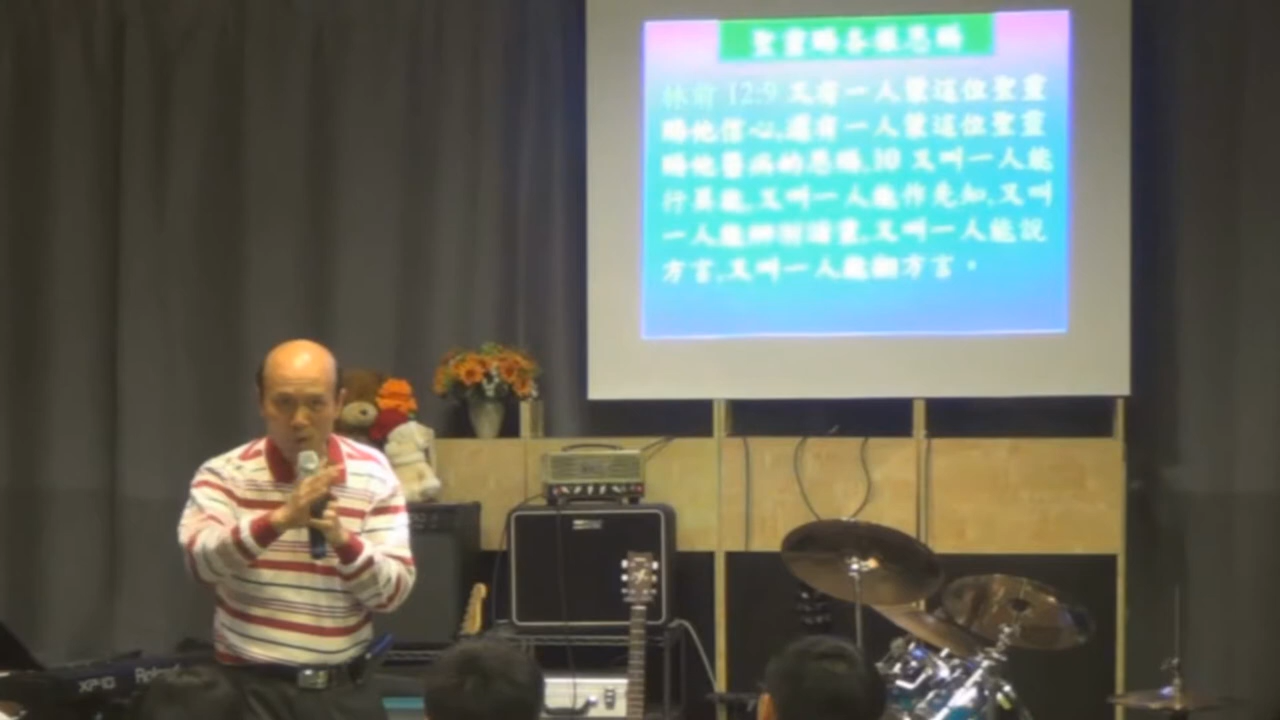 聖靈賜各樣恩賜
林前 12:9 又有一人蒙這位聖靈
賜他信心,還有一人蒙這位聖靈
賜他醫病的恩賜,10 又叫一人能
行異能,又叫一人能作先知,又叫
一人能辨別諸靈,又叫一人能說
方言,又叫一人能翻方言。
XP-10 Roland